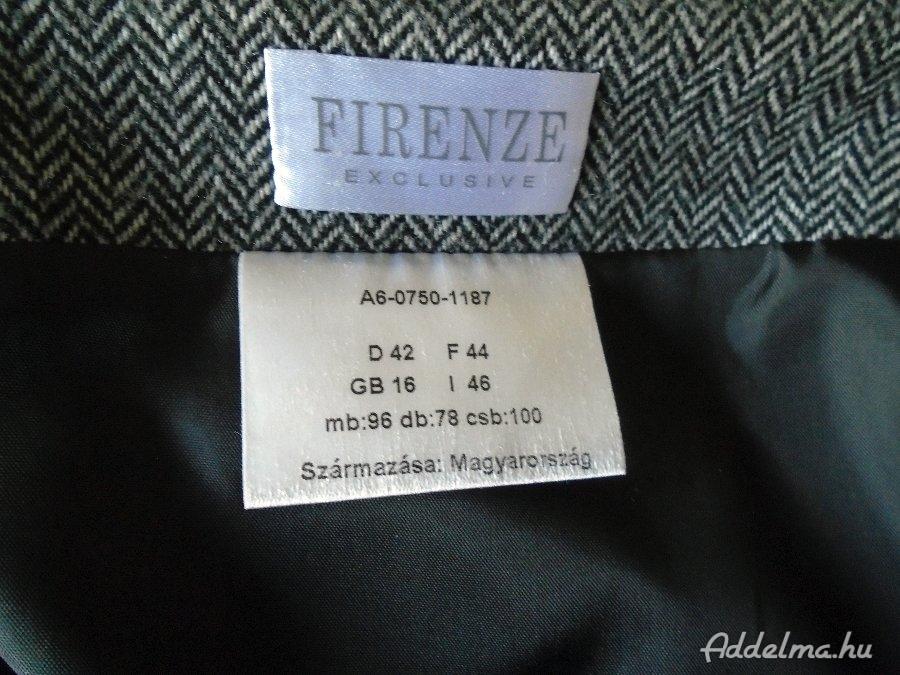 FIRENZE
EXCLUSIVE
A6-0750-1187
D 42 F 44
GB 16 I 46
mb:96 db:78 csb:100
Származása: Magyarország
Addelma.hu